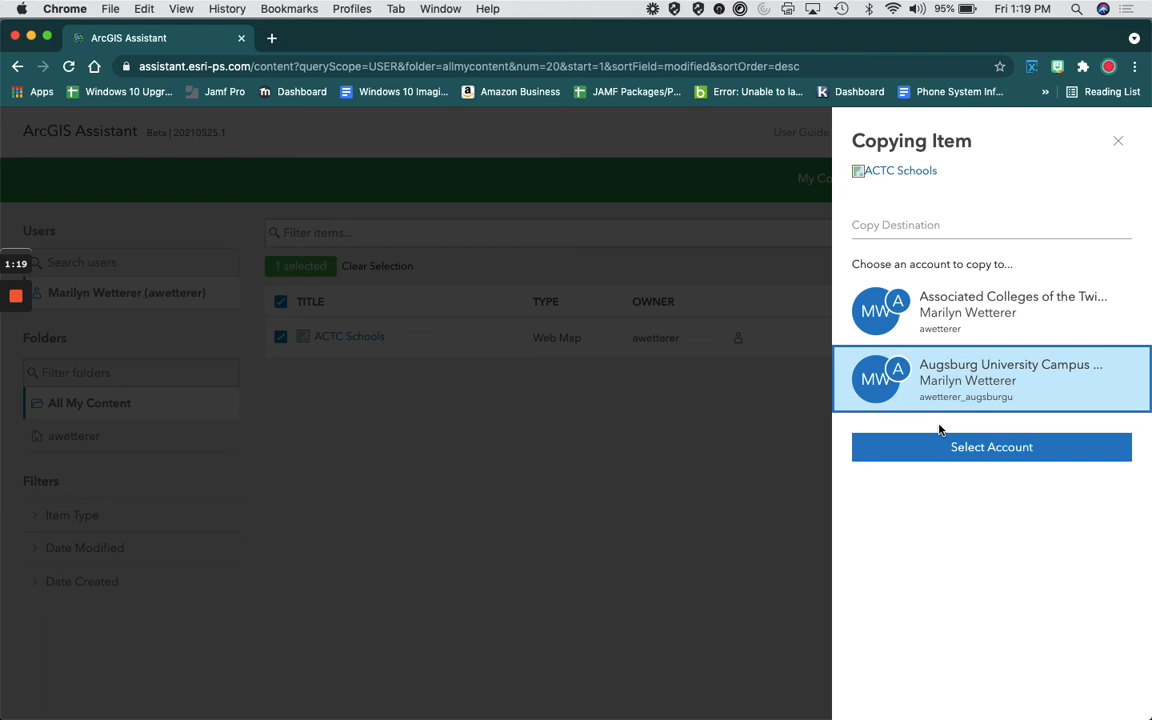 Chrome File Edit View History Bookmarks Profiles Tab Window Help 95% Fri 1:19 PM
ArcGIS Assistant
assistant.esri-ps.com/content?queryScope=USER&folder=allmycontent&num=20&start=1&sortField=modified&sortOrder=desc
Apps Windows 10 Upgr... Jamf Pro Dashboard Windows 10 Imagi... Amazon Business JAMF Packages/P... Error: Unable to la... Dashboard Phone System Inf... » Reading List
ArcGIS Assistant Beta | 20210525.1 User Guide
My Co
Copying Item
ACTC Schools
Copy Destination
Choose an account to copy to...
MW A Associated Colleges of the Twi...
Marilyn Wetterer
awetterer
MW A Augsburg University Campus ...
Marilyn Wetterer
awetterer_augsburgu
Select Account
Users
Search users
1:19
Marilyn Wetterer (awetterer)
Folders
Filter folders
All My Content
awetterer
Filters
Item Type
Date Modified
Date Created
Filter items...
1 selected Clear Selection
TITLE TYPE OWNER
ACTC Schools Web Map awetterer